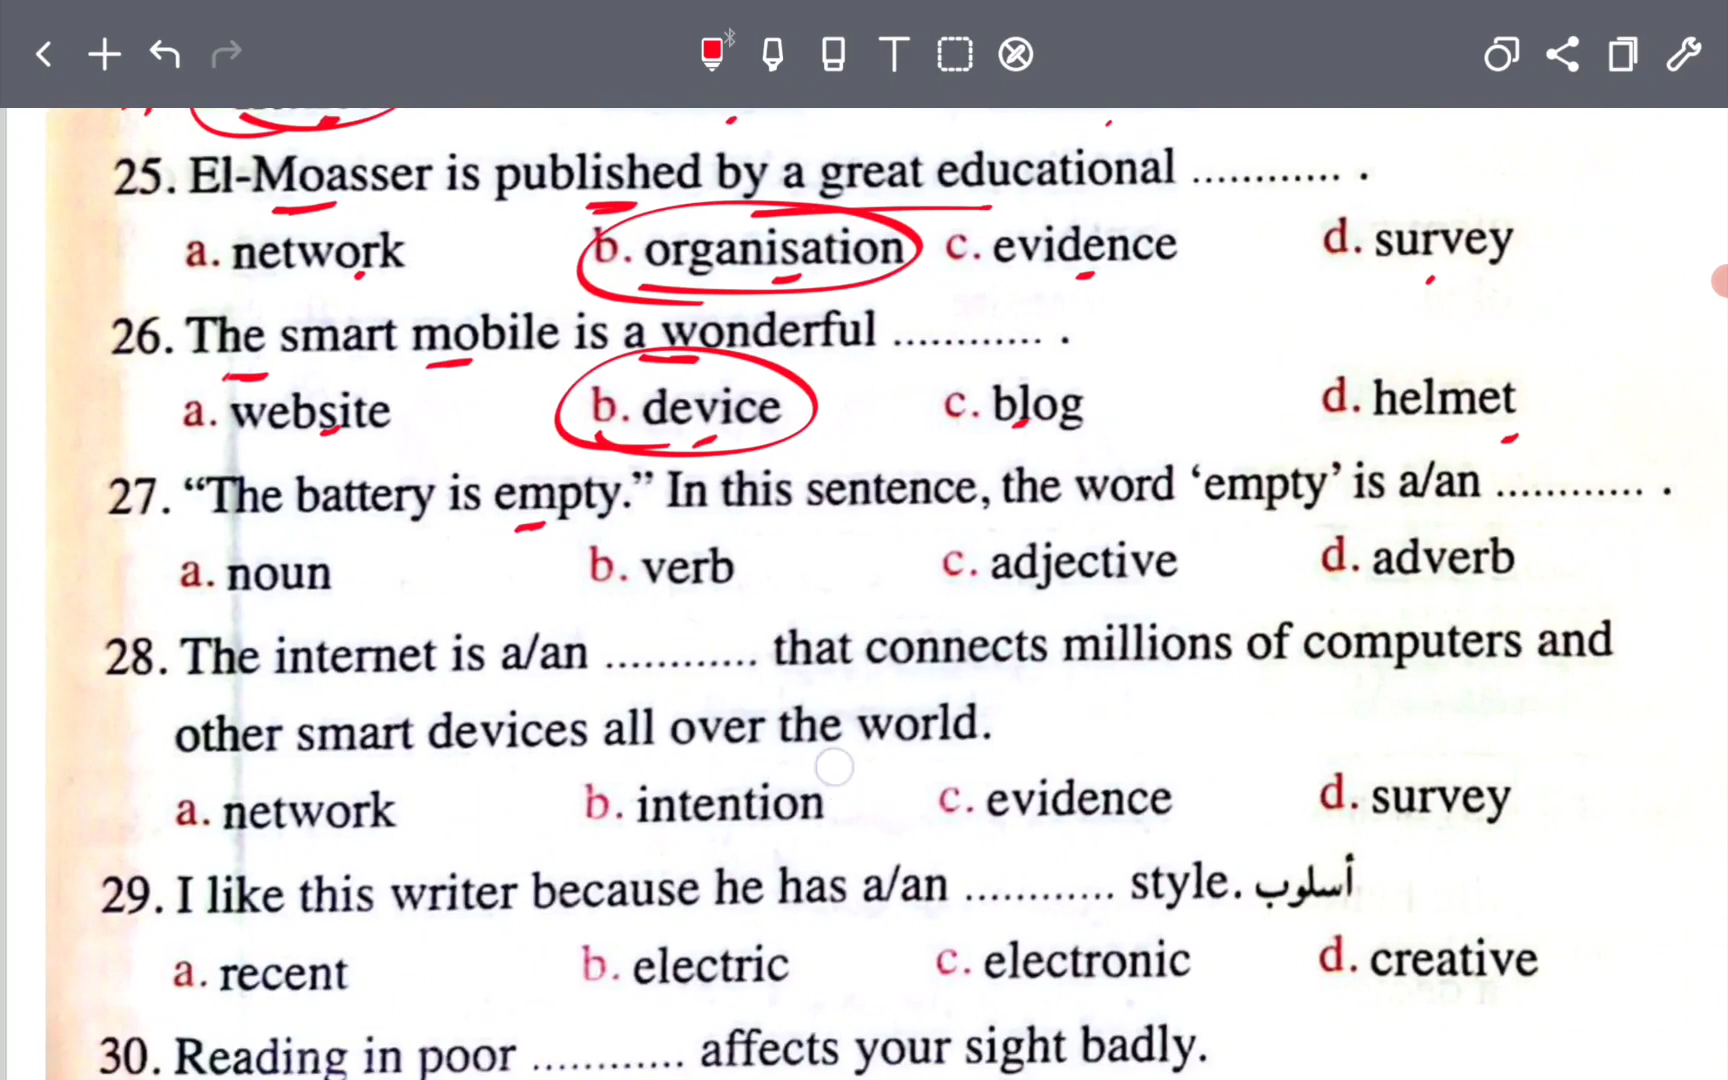 25. El-Moasser is published by a great educational ............ .
a. network b. organisation c. evidence d. survey
26. The smart mobile is a wonderful ............ .
a. website b. device c. blog d. helmet
27. “The battery is empty.” In this sentence, the word ‘empty’ is a/an ............ .
a. noun b. verb c. adjective d. adverb
28. The internet is a/an ............ that connects millions of computers and
other smart devices all over the world.
a. network b. intention c. evidence d. survey
29. I like this writer because he has a/an ............ style. أسلوب
a. recent b. electric c. electronic d. creative
30. Reading in poor ............ affects your sight badly.